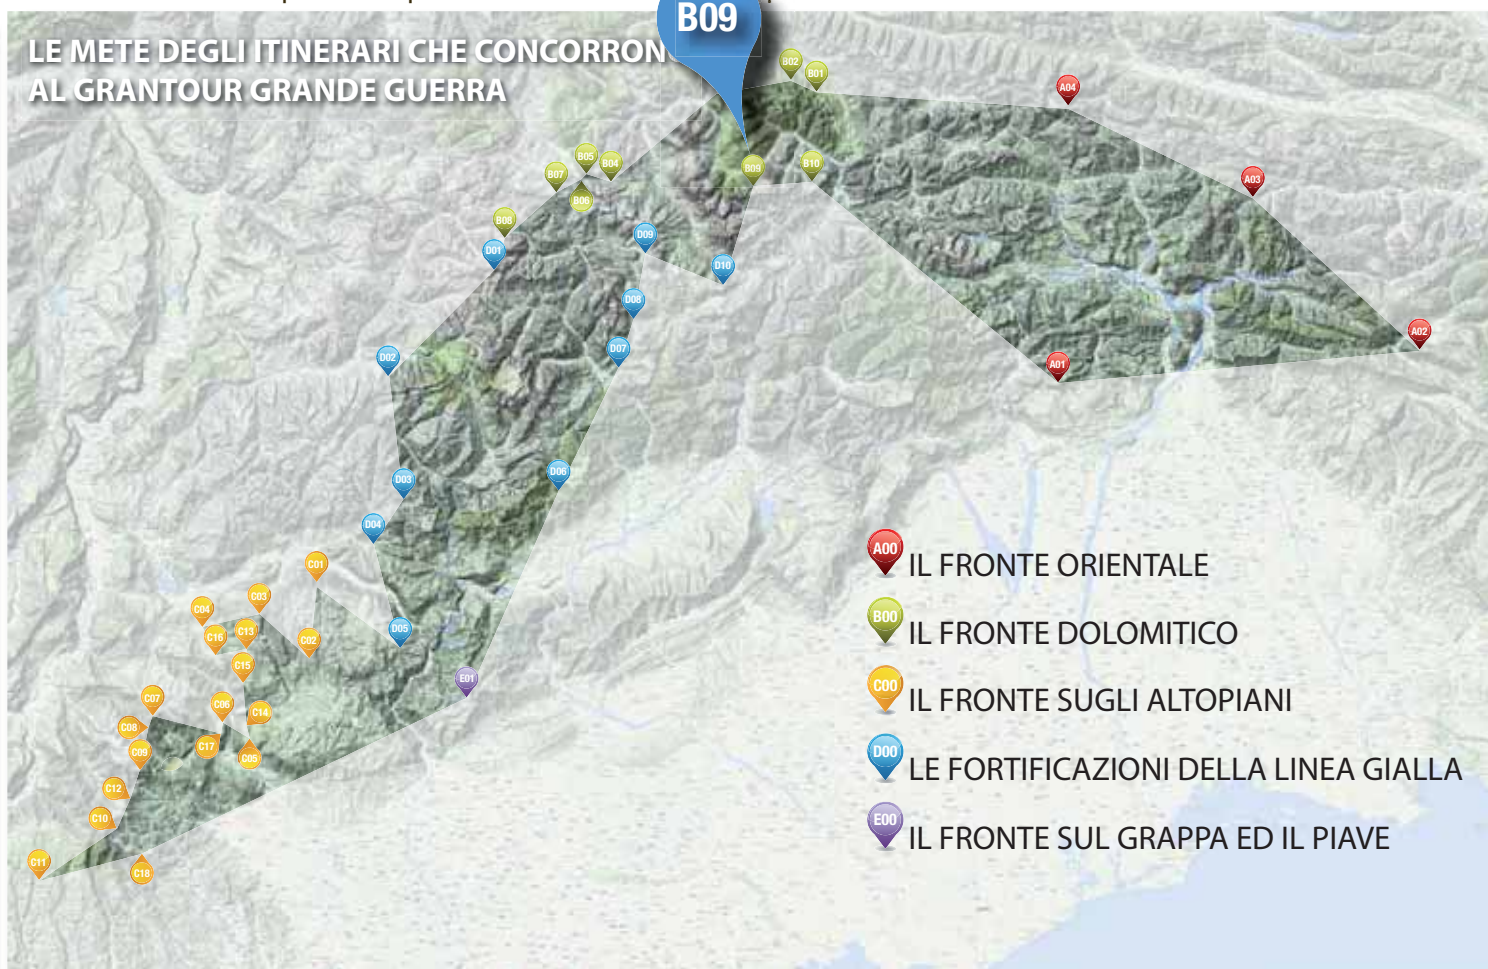 B09
LE METE DEGLI ITINERARI CHE CONCORRON
AL GRANTOUR GRANDE GUERRA
B02
B01
A04
B05
B04
B07
B06
B09
B10
A03
B08
D01
D09
D10
D08
D07
D02
A02
A01
D03
D06
D04
C01
C03
C04
C16
C13
C02
D05
C15
E01
C07
C06
C14
C08
C17
C09
C05
C12
C10
C11
C18
A00 IL FRONTE ORIENTALE
B00 IL FRONTE DOLOMITICO
C00 IL FRONTE SUGLI ALTOPIANI
D00 LE FORTIFICAZIONI DELLA LINEA GIALLA
E00 IL FRONTE SUL GRAPPA ED IL PIAVE